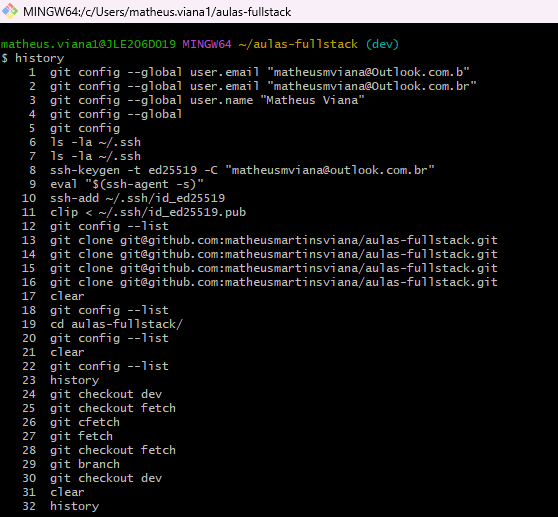 MINGW64:/c/Users/matheus.viana1/aulas-fullstack
matheus.viana1@JLE206D019 MINGW64 ~/aulas-fullstack (dev)
$ history
1 git config --global user.email "matheusmviana@Outlook.com.b"
2 git config --global user.email "matheusmviana@Outlook.com.br"
3 git config --global user.name "Matheus Viana"
4 git config --global
5 git config
6 ls -la ~/.ssh
7 ls -la ~/.ssh
8 ssh-keygen -t ed25519 -C "matheusmviana@outlook.com.br"
9 eval "$(ssh-agent -s)"
10 ssh-add ~/.ssh/id_ed25519
11 clip < ~/.ssh/id_ed25519.pub
12 git config --list
13 git clone git@github.com:matheusmartinsviana/aulas-fullstack.git
14 git clone git@github.com:matheusmartinsviana/aulas-fullstack.git
15 git clone git@github.com:matheusmartinsviana/aulas-fullstack.git
16 git clone git@github.com:matheusmartinsviana/aulas-fullstack.git
17 clear
18 git config --list
19 cd aulas-fullstack/
20 git config --list
21 clear
22 git config --list
23 history
24 git checkout dev
25 git checkout fetch
26 git cfetch
27 git fetch
28 git checkout fetch
29 git branch
30 git checkout dev
31 clear
32 history